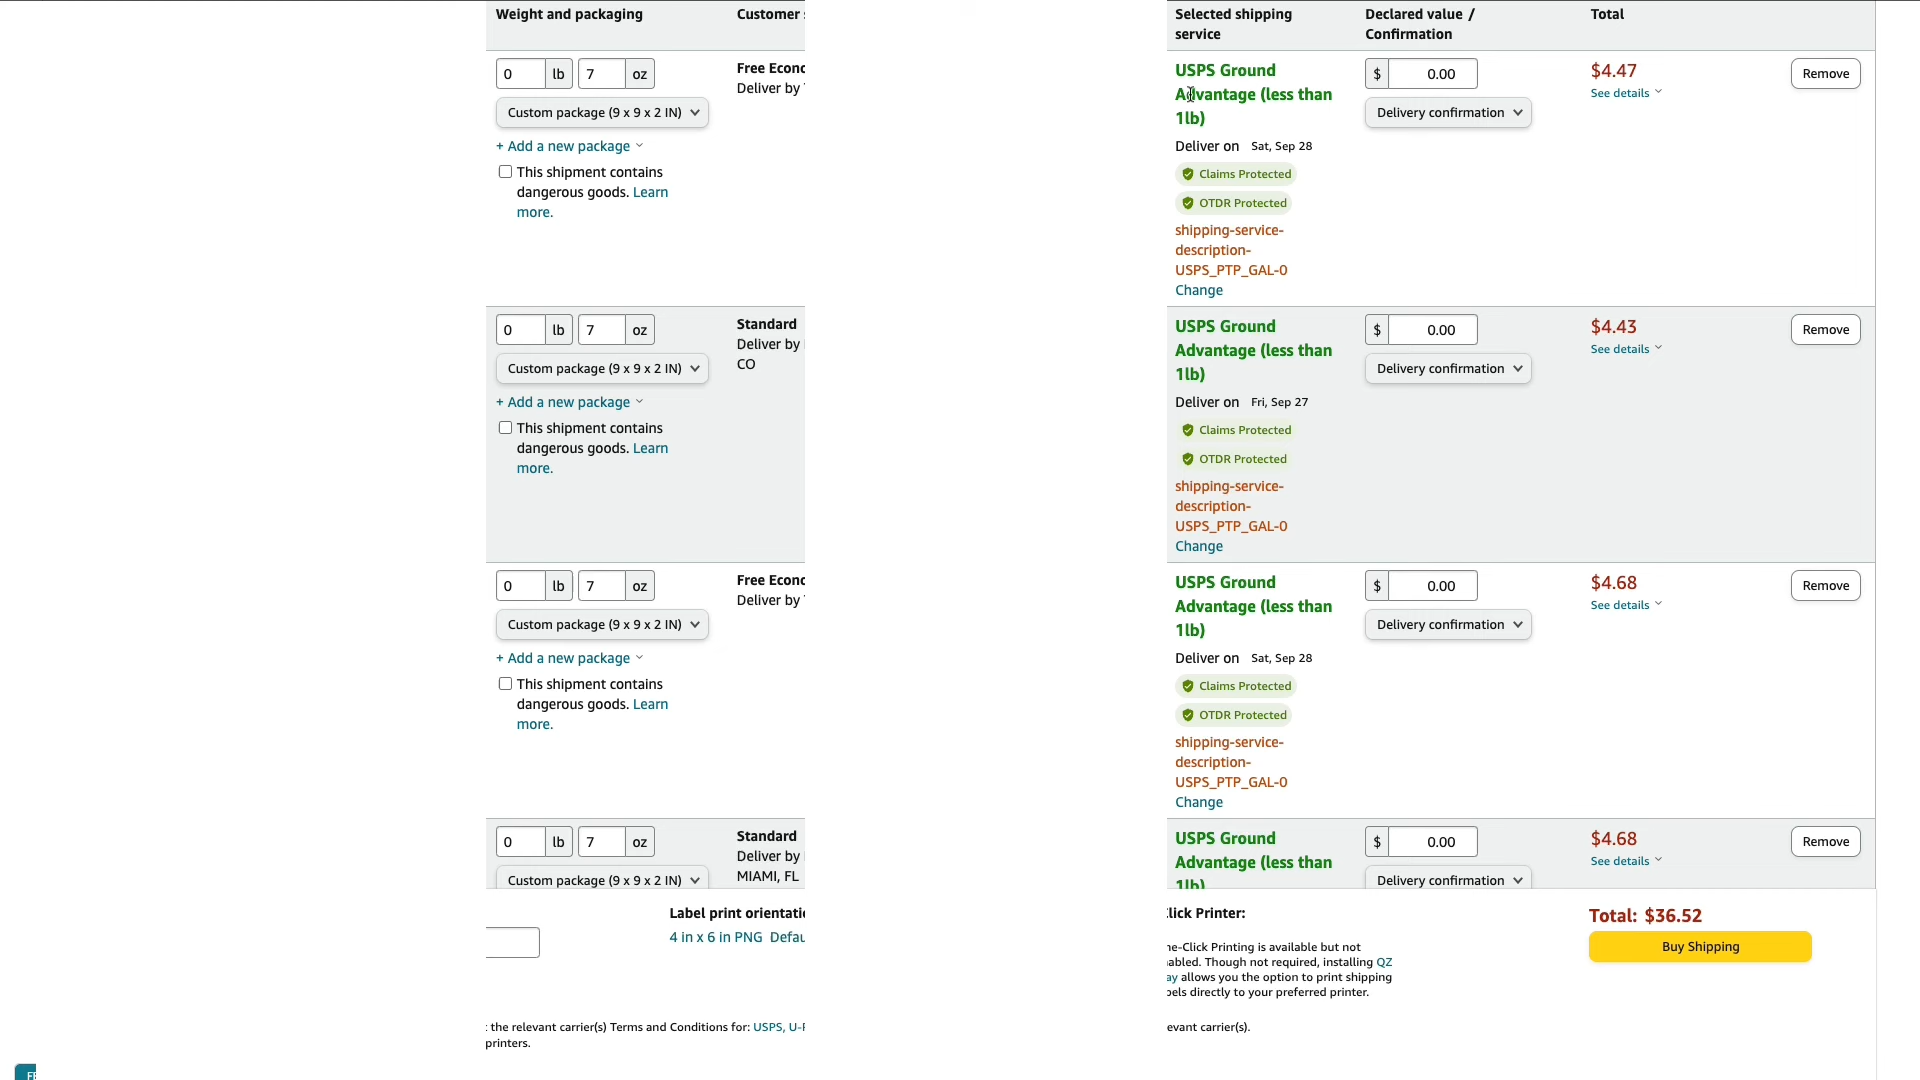 Weight and packaging
Customer
Selected shipping
service
Declared value /
Confirmation
Total
0 lb 7 oz
Custom package (9 x 9 x 2 IN)
+ Add a new package
This shipment contains
dangerous goods. Learn
more.
Free
Deliver by
USPS Ground
Advantage (less than
1lb)
Deliver on Sat, Sep 28
Claims Protected
OTDR Protected
shipping-service-
description-
USPS_PTP_GAL-0
Change
$ 0.00
Delivery confirmation
$4.47
See details
Remove
0 lb 7 oz
Custom package (9 x 9 x 2 IN)
+ Add a new package
This shipment contains
dangerous goods. Learn
more.
Standard
Deliver by
CO
USPS Ground
Advantage (less than
1lb)
Deliver on Fri, Sep 27
Claims Protected
OTDR Protected
shipping-service-
description-
USPS_PTP_GAL-0
Change
$ 0.00
Delivery confirmation
$4.43
See details
Remove
0 lb 7 oz
Custom package (9 x 9 x 2 IN)
+ Add a new package
This shipment contains
dangerous goods. Learn
more.
Free
Deliver by
USPS Ground
Advantage (less than
1lb)
Deliver on Sat, Sep 28
Claims Protected
OTDR Protected
shipping-service-
description-
USPS_PTP_GAL-0
Change
$ 0.00
Delivery confirmation
$4.68
See details
Remove
0 lb 7 oz
Custom package (9 x 9 x 2 IN)
Standard
Deliver by
MIAMI, FL
USPS Ground
Advantage (less than
1lb)
$ 0.00
Delivery confirmation
$4.68
See details
Remove
Label print
4 in x 6 in PNG
Printer:
Printing is available but not
Though not required, installing QZ
allows you the option to print shipping
directly to your preferred printer.
Total: $36.52
Buy Shipping
the relevant carrier(s) Terms and Conditions for: USPS,
printers.
carrier(s).